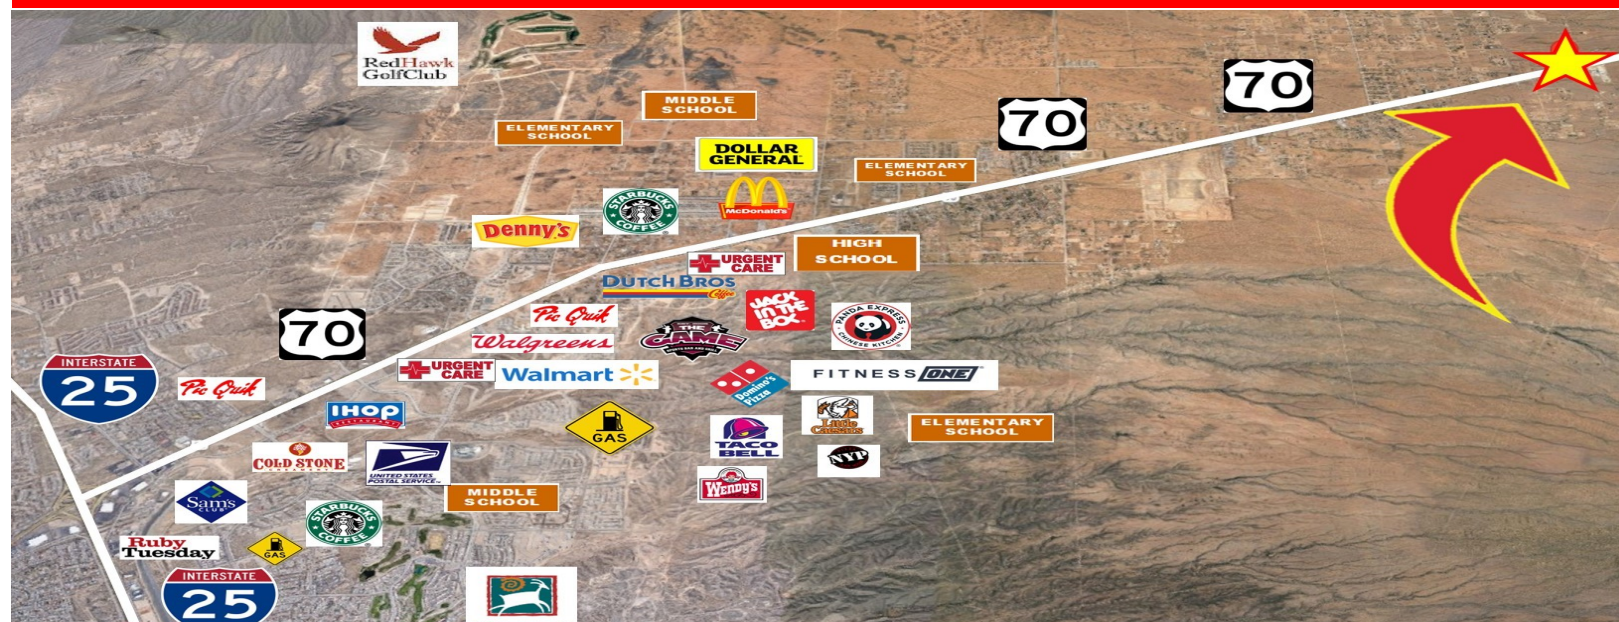 RedHawk
GolfClub
MIDDLE
SCHOOL
ELEMENTARY
SCHOOL
DOLLAR
GENERAL
ELEMENTARY
SCHOOL
70
70
STARBUCKS
COFFEE
McDonald's
Denny's
HIGH
SCHOOL
URGENT
CARE
DUTCH BROS
Coffee
JACK
IN THE
BOX
PANDA EXPRESS
CHINESE KITCHEN
Pic Quik
THE
GAME
Walgreens
70
INTERSTATE
25
Pic Quik
URGENT
CARE
Walmart
Domino's
Pizza
FITNESS ONE
IHOP
RESTAURANT
GAS
TACO
BELL
Little
Caesars
ELEMENTARY
SCHOOL
NYP
COLD STONE
CREAMERY
UNITED STATES
POSTAL SERVICE
WENDY'S
MIDDLE
SCHOOL
Sam's
CLUB
STARBUCKS
COFFEE
Ruby
Tuesday
GAS
INTERSTATE
25